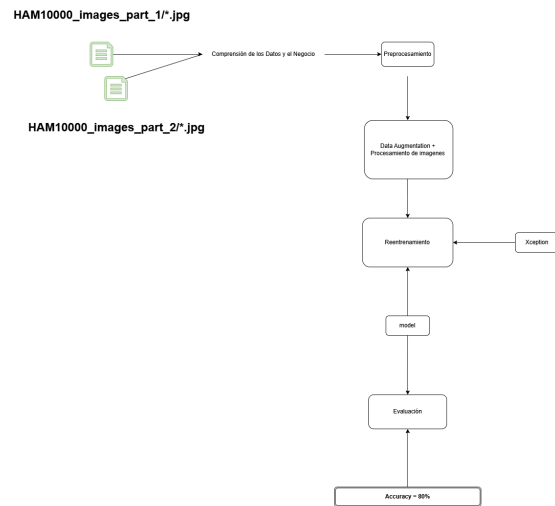 HAM10000_images_part_1/*.jpg
Comprensión de los Datos y el Negocio
Preprocesamiento
HAM10000_images_part_2/*.jpg
Data Augmentation +
Procesamiento de imagenes
Reentrenamiento
Xception
model
Evaluación
Accuracy ~ 80%